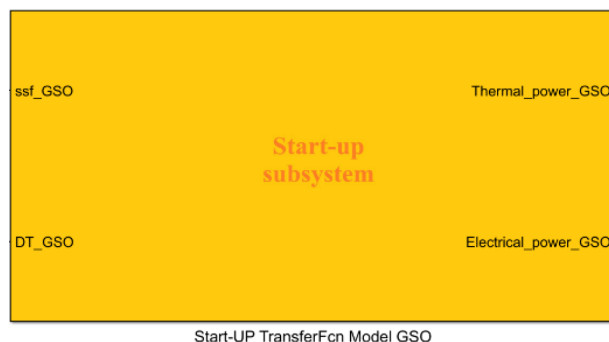 ssf_GSO
Thermal_power_GSO
Start-up
subsystem
DT_GSO
Electrical_power_GSO
Start-UP TransferFcn Model GSO